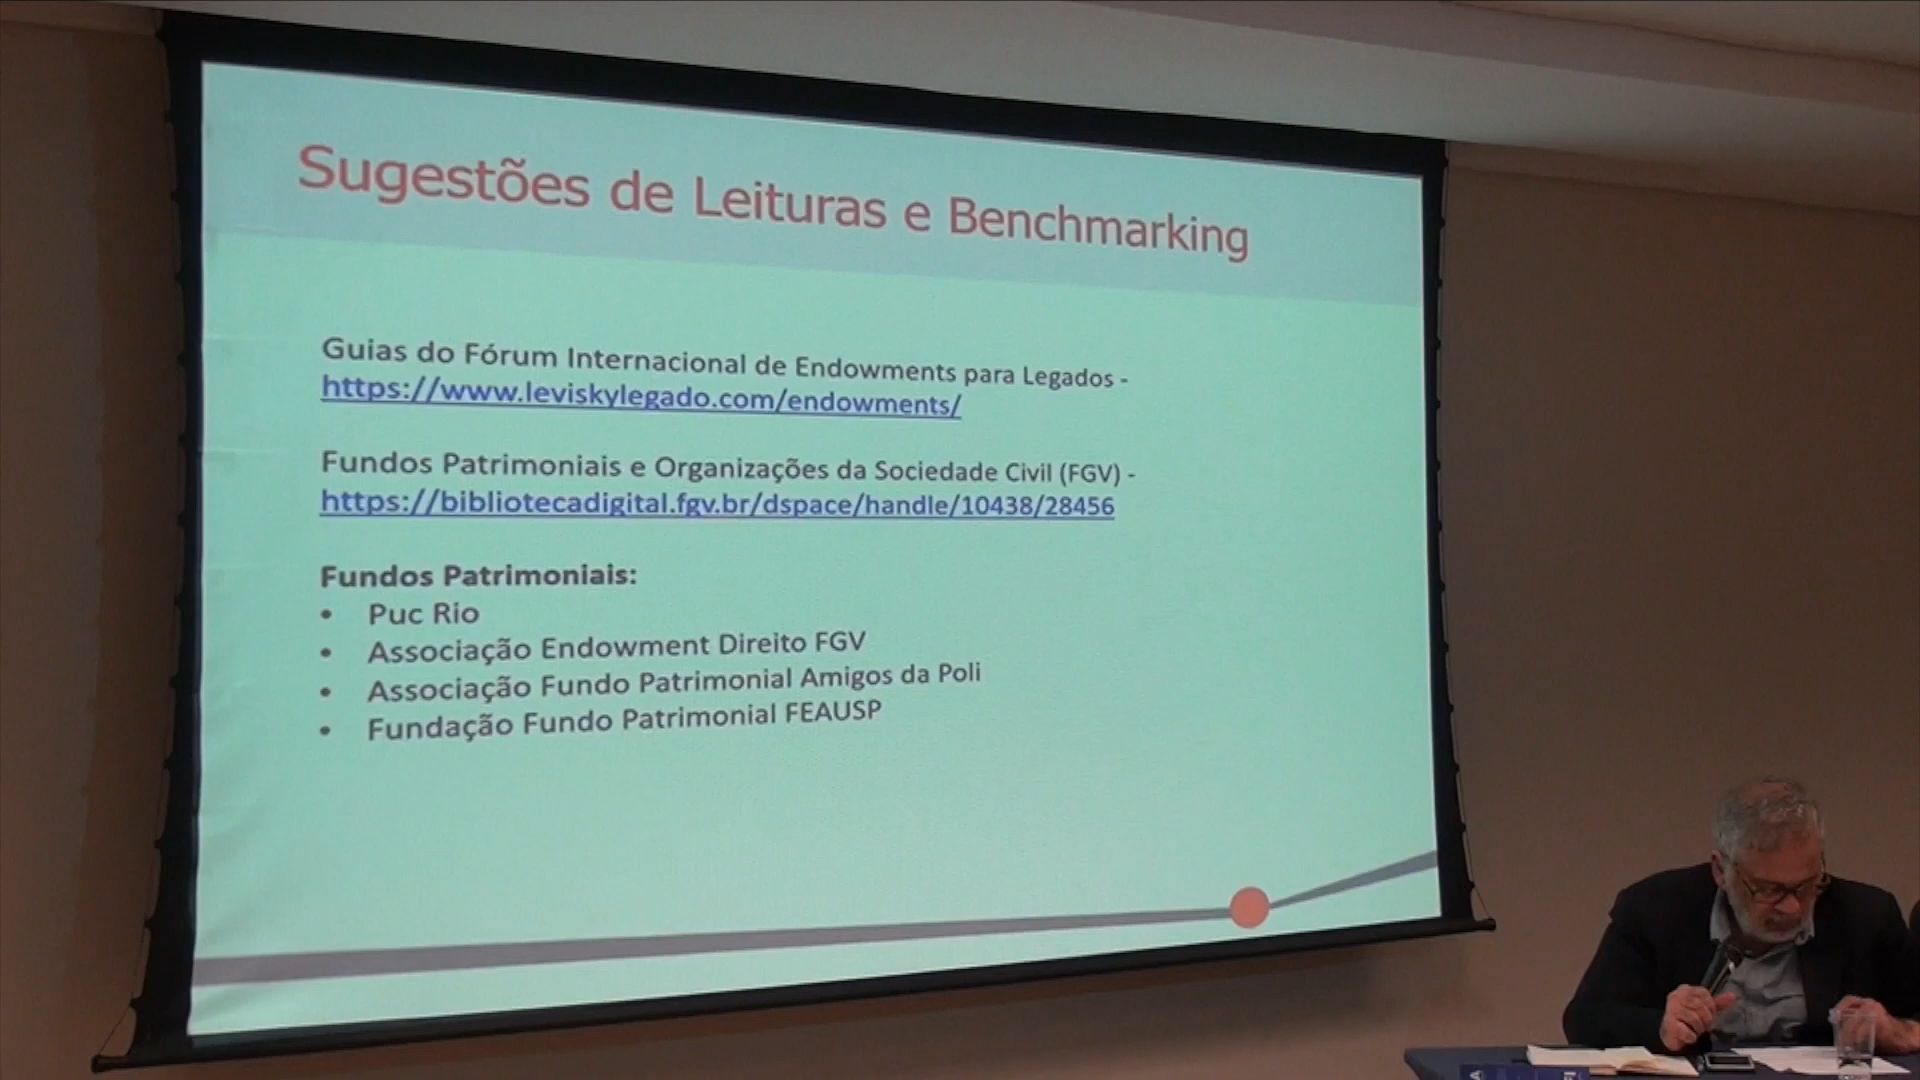 Sugestões de Leituras e Benchmarking
Guias do Fórum Internacional de Endowments para Legados -
https://www.leviskylegado.com/endowments/
Fundos Patrimoniais e Organizações da Sociedade Civil (FGV) -
https://bibliotecadigital.fgv.br/dspace/handle/10438/28456
Fundos Patrimoniais:
• Puc Rio
• Associação Endowment Direito FGV
• Associação Fundo Patrimonial Amigos da Poli
• Fundação Fundo Patrimonial FEAUSP